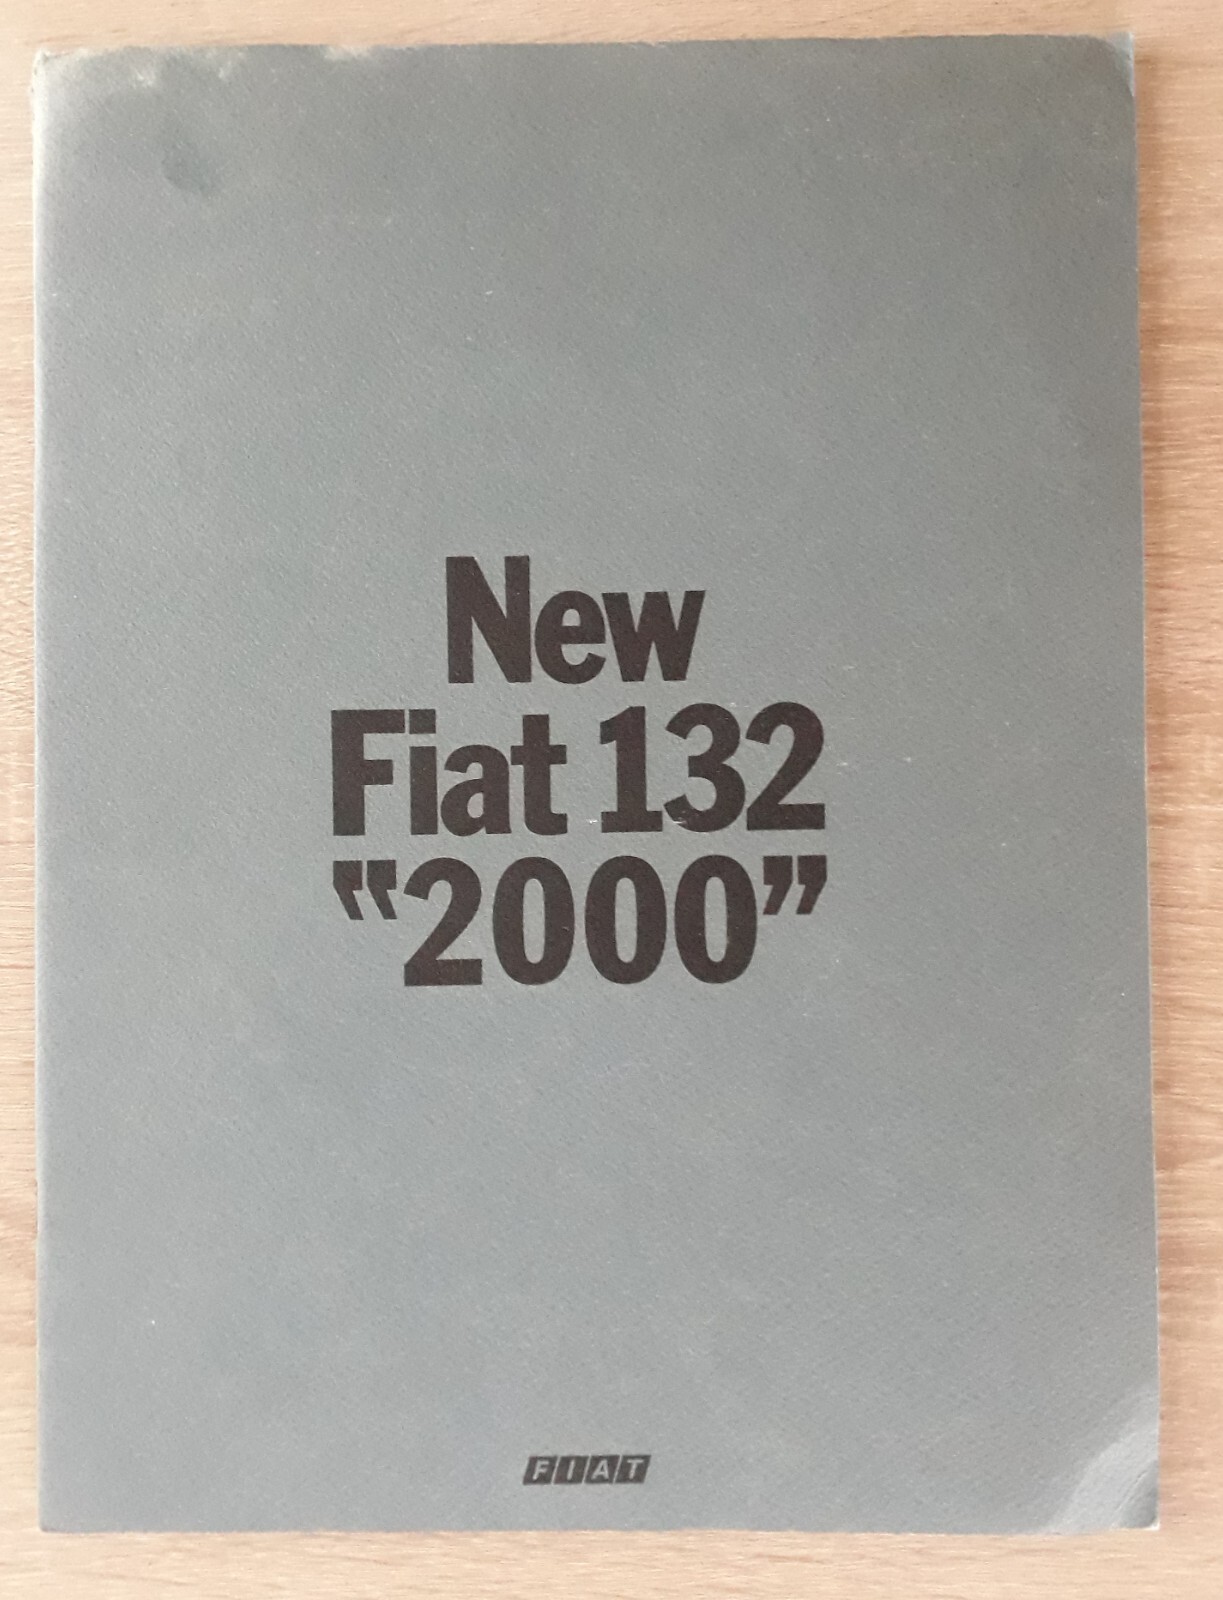 New
Fiat 132
"2000"
FIAT